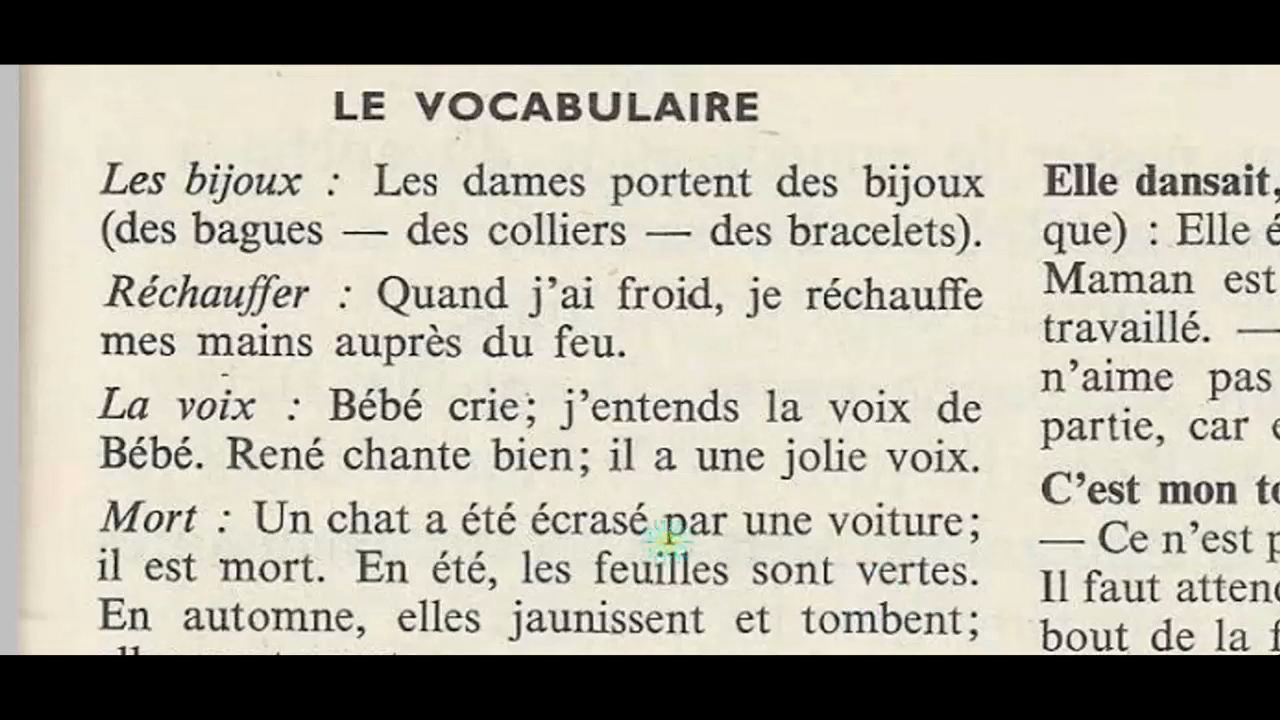 LE VOCABULAIRE
Les bijoux : Les dames portent des bijoux
(des bagues — des colliers — des bracelets).
Réchauffer : Quand j'ai froid, je réchauffe
mes mains auprès du feu.
La voix : Bébé crie; j'entends la voix de
Bébé. René chante bien; il a une jolie voix.
Mort : Un chat a été écrasé par une voiture;
il est mort. En été, les feuilles sont vertes.
En automne, elles jaunissent et tombent;
Elle dansait,
que) : Elle
Maman est
travaillé. —
n'aime pas
partie, car
C'est mon
— Ce n'est
Il faut
bout de la